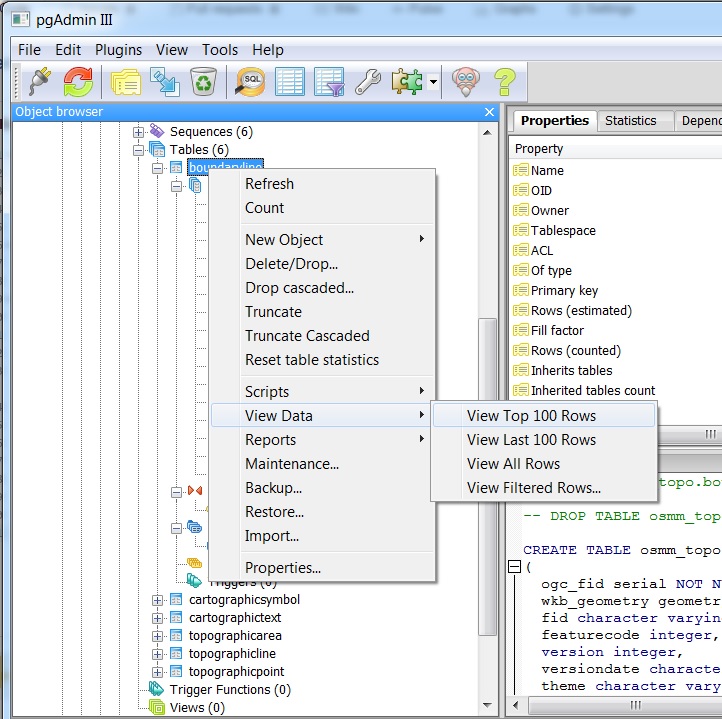 pgAdmin III
File Edit Plugins View Tools Help
SQL
Object browser
Sequences (6)
Tables (6)
boundaryline
Refresh
Count
New Object
Delete/Drop...
Drop cascaded...
Truncate
Truncate Cascaded
Reset table statistics
Scripts
View Data
Reports
Maintenance...
Backup...
Restore...
Import...
Properties...
View Top 100 Rows
View Last 100 Rows
View All Rows
View Filtered Rows...
Triggers (0)
cartographicsymbol
cartographictext
topographicarea
topographicline
topographicpoint
Trigger Functions (0)
Views (0)
Properties Statistics Depen
Property
Name
OID
Owner
Tablespace
ACL
Of type
Primary key
Rows (estimated)
Fill factor
Rows (counted)
Inherits tables
Inherited tables count
topo.bo
-- DROP TABLE osmm_top
CREATE TABLE osmm_topo
(
ogc_fid serial NOT N
wkb_geometry geometr
fid character varyin
featurecode integer,
version integer,
versiondate characte
theme character vary